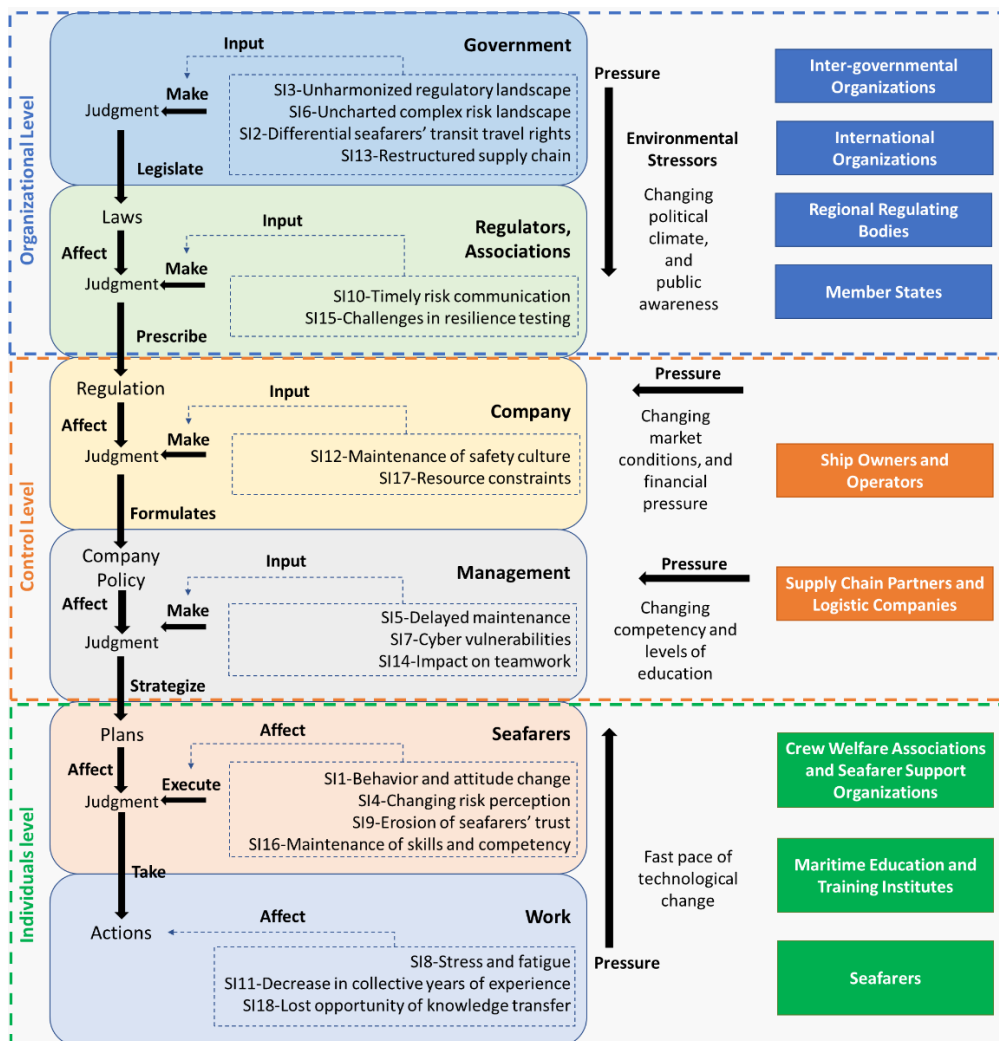 Organizational Level
Government
Input
Make
Judgment
SI3-Unharmonized regulatory landscape
SI6-Uncharted complex risk landscape
SI2-Differential seafarers' transit travel rights
SI13-Restructured supply chain
Legislate
Laws
Regulators,
Associations
Input
Affect
Make
Judgment
SI10-Timely risk communication
SI15-Challenges in resilience testing
Prescribe
Pressure
Environmental
Stressors
Changing
political
climate,
and
public
awareness
Inter-governmental
Organizations
International
Organizations
Regional Regulating
Bodies
Member States
Control Level
Regulation
Company
Input
Affect
Make
Judgment
SI12-Maintenance of safety culture
SI17-Resource constraints
Formulates
Pressure
Changing
market
conditions, and
financial
pressure
Ship Owners and
Operators
Company
Policy
Management
Input
Affect
Make
Judgment
SI5-Delayed maintenance
SI7-Cyber vulnerabilities
SI14-Impact on teamwork
Strategize
Pressure
Changing
competency and
levels of
education
Supply Chain Partners and
Logistic Companies
Individuals level
Plans
Seafarers
Affect
Affect
Execute
Judgment
SI1-Behavior and attitude change
SI4-Changing risk perception
SI9-Erosion of seafarers' trust
SI16-Maintenance of skills and competency
Take
Work
Affect
Actions
SI8-Stress and fatigue
SI11-Decrease in collective years of experience
SI18-Lost opportunity of knowledge transfer
Fast pace of
technological
change
Pressure
Crew Welfare Associations
and Seafarer Support
Organizations
Maritime Education and
Training Institutes
Seafarers